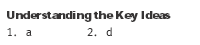 Understanding the Key Ideas
1. a 2. d